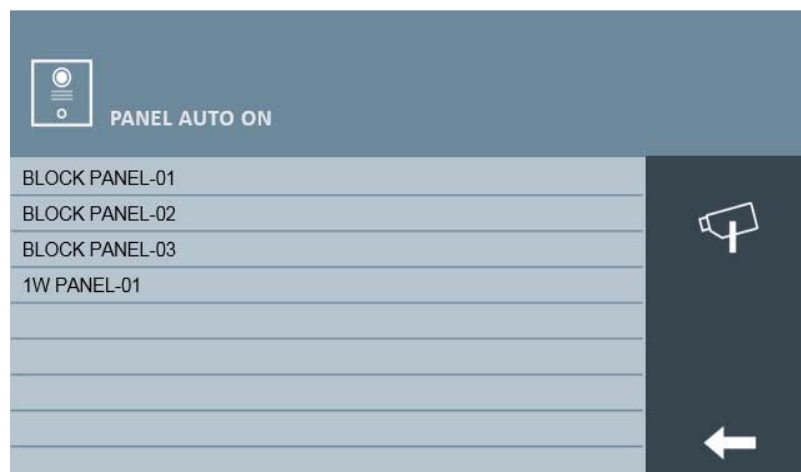 PANEL AUTO ON
BLOCK PANEL-01
BLOCK PANEL-02
BLOCK PANEL-03
1W PANEL-01